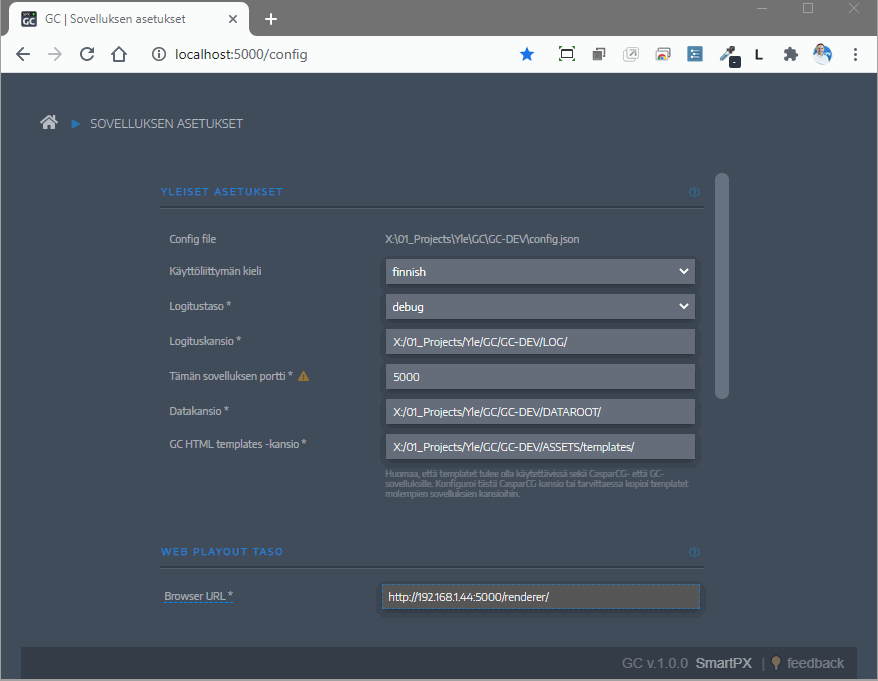 GC | Sovelluksen asetukset
localhost:5000/config
L
SOVELLUKSEN ASETUKSET
YLEISET ASETUKSET
Config file X:\01_Projects\Yle\GC\GC-DEV\config.json
Käyttöliittymän kieli finnish
Logitustaso * debug
Logituskansio * X:/01_Projects/Yle/GC/GC-DEV/LOG/
Tämän sovelluksen portti * 5000
Datakansio * X:/01_Projects/Yle/GC/GC-DEV/DATAROOT/
GC HTML templates -kansio * X:/01_Projects/Yle/GC/GC-DEV/ASSETS/templates/
Huomaa, että templatet tulee olla käytettävissä sekä CasparCG- että GC-
sovelluksille. Konfiguroi tästä CasparCG kansio tai tarvittaessa kopioi templatet
molempien sovelluksien kansioihin.
WEB PLAYOUT TASO
Browser URL * http://192.168.1.44:5000/renderer/
GC v.1.0.0 SmartPX | feedback